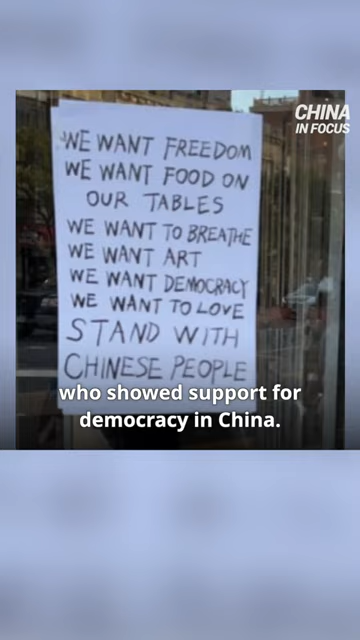 CHINA
IN FOCUS
WE WANT FREEDOM
WE WANT FOOD ON
OUR TABLES
WE WANT TO BREATHE
WE WANT ART
WE WANT DEMOCRACY
WE WANT TO LOVE
STAND WITH
CHINESE PEOPLE
who showed support for
democracy in China.